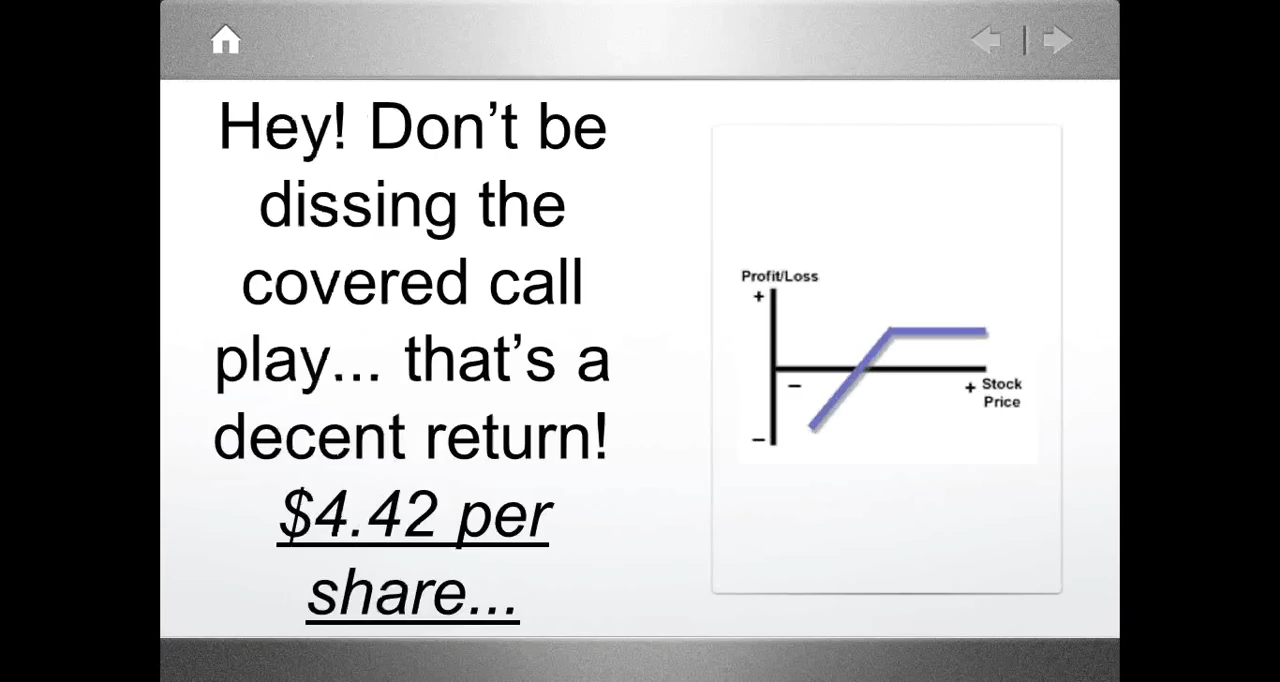 Hey! Don’t be
dissing the
covered call
play... that’s a
decent return!
$4.42 per
share...
Profit/Loss
+
−
+ Stock
Price
−